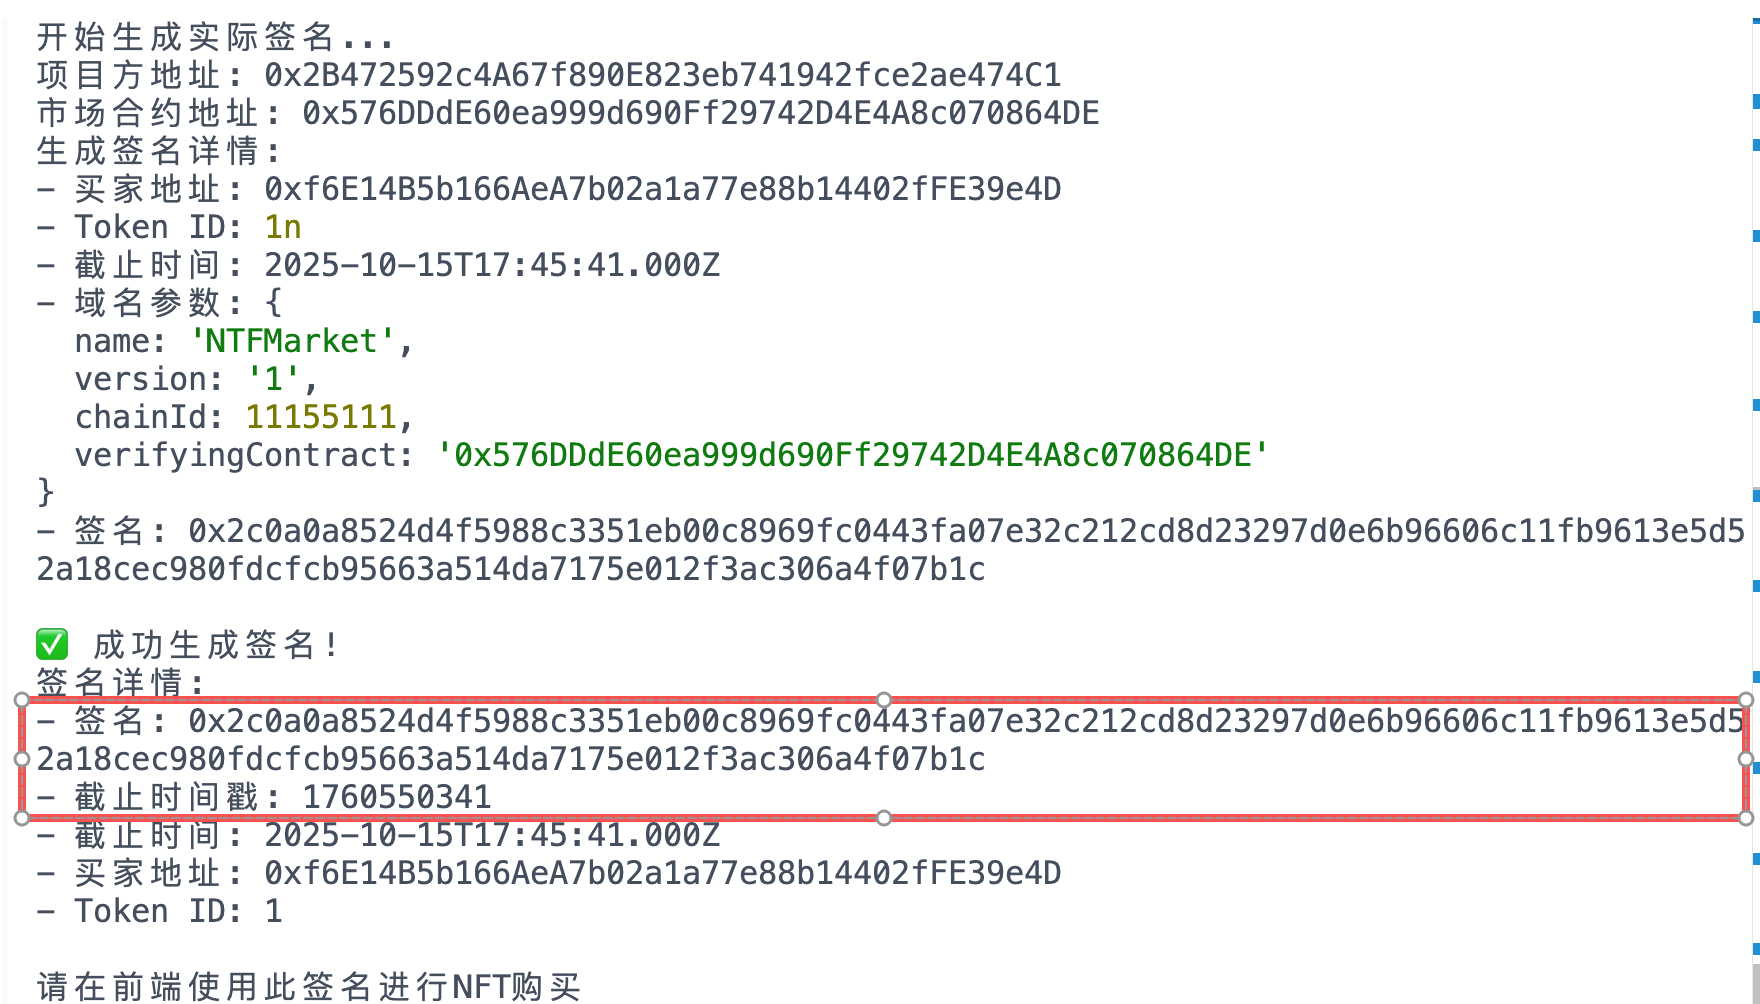 开始生成实际签名...
项目方地址: 0x2B472592c4A67f890E823eb741942fce2ae474C1
市场合约地址: 0x576DDdE60ea999d690Ff29742D4E4A8c070864DE
生成签名详情:
- 买家地址: 0xf6E14B5b166AeA7b02a1a77e88b14402fFE39e4D
- Token ID: 1n
- 截止时间: 2025-10-15T17:45:41.000Z
- 域名参数: {
  name: 'NTFMarket',
  version: '1',
  chainId: 11155111,
  verifyingContract: '0x576DDdE60ea999d690Ff29742D4E4A8c070864DE'
}
- 签名: 0x2c0a0a8524d4f5988c3351eb00c8969fc0443fa07e32c212cd8d23297d0e6b96606c11fb9613e5d5
2a18cec980fdcfcb95663a514da7175e012f3ac306a4f07b1c
✅ 成功生成签名!
签名详情:
- 签名: 0x2c0a0a8524d4f5988c3351eb00c8969fc0443fa07e32c212cd8d23297d0e6b96606c11fb9613e5d5
2a18cec980fdcfcb95663a514da7175e012f3ac306a4f07b1c
- 截止时间戳: 1760550341
- 截止时间: 2025-10-15T17:45:41.000Z
- 买家地址: 0xf6E14B5b166AeA7b02a1a77e88b14402fFE39e4D
- Token ID: 1
请在前端使用此签名进行NFT购买